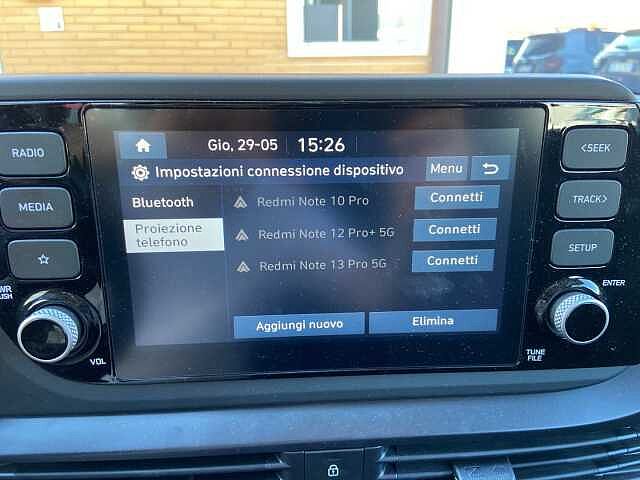 Gio, 29-05 15:26
Impostazioni connessione dispositivo Menu
Bluetooth
Proiezione
telefono
Redmi Note 10 Pro Connetti
Redmi Note 12 Pro+ 5G Connetti
Redmi Note 13 Pro 5G Connetti
Aggiungi nuovo Elimina
RADIO
MEDIA
PWR
PUSH
VOL
<SEEK
TRACK>
SETUP
ENTER
TUNE
FILE